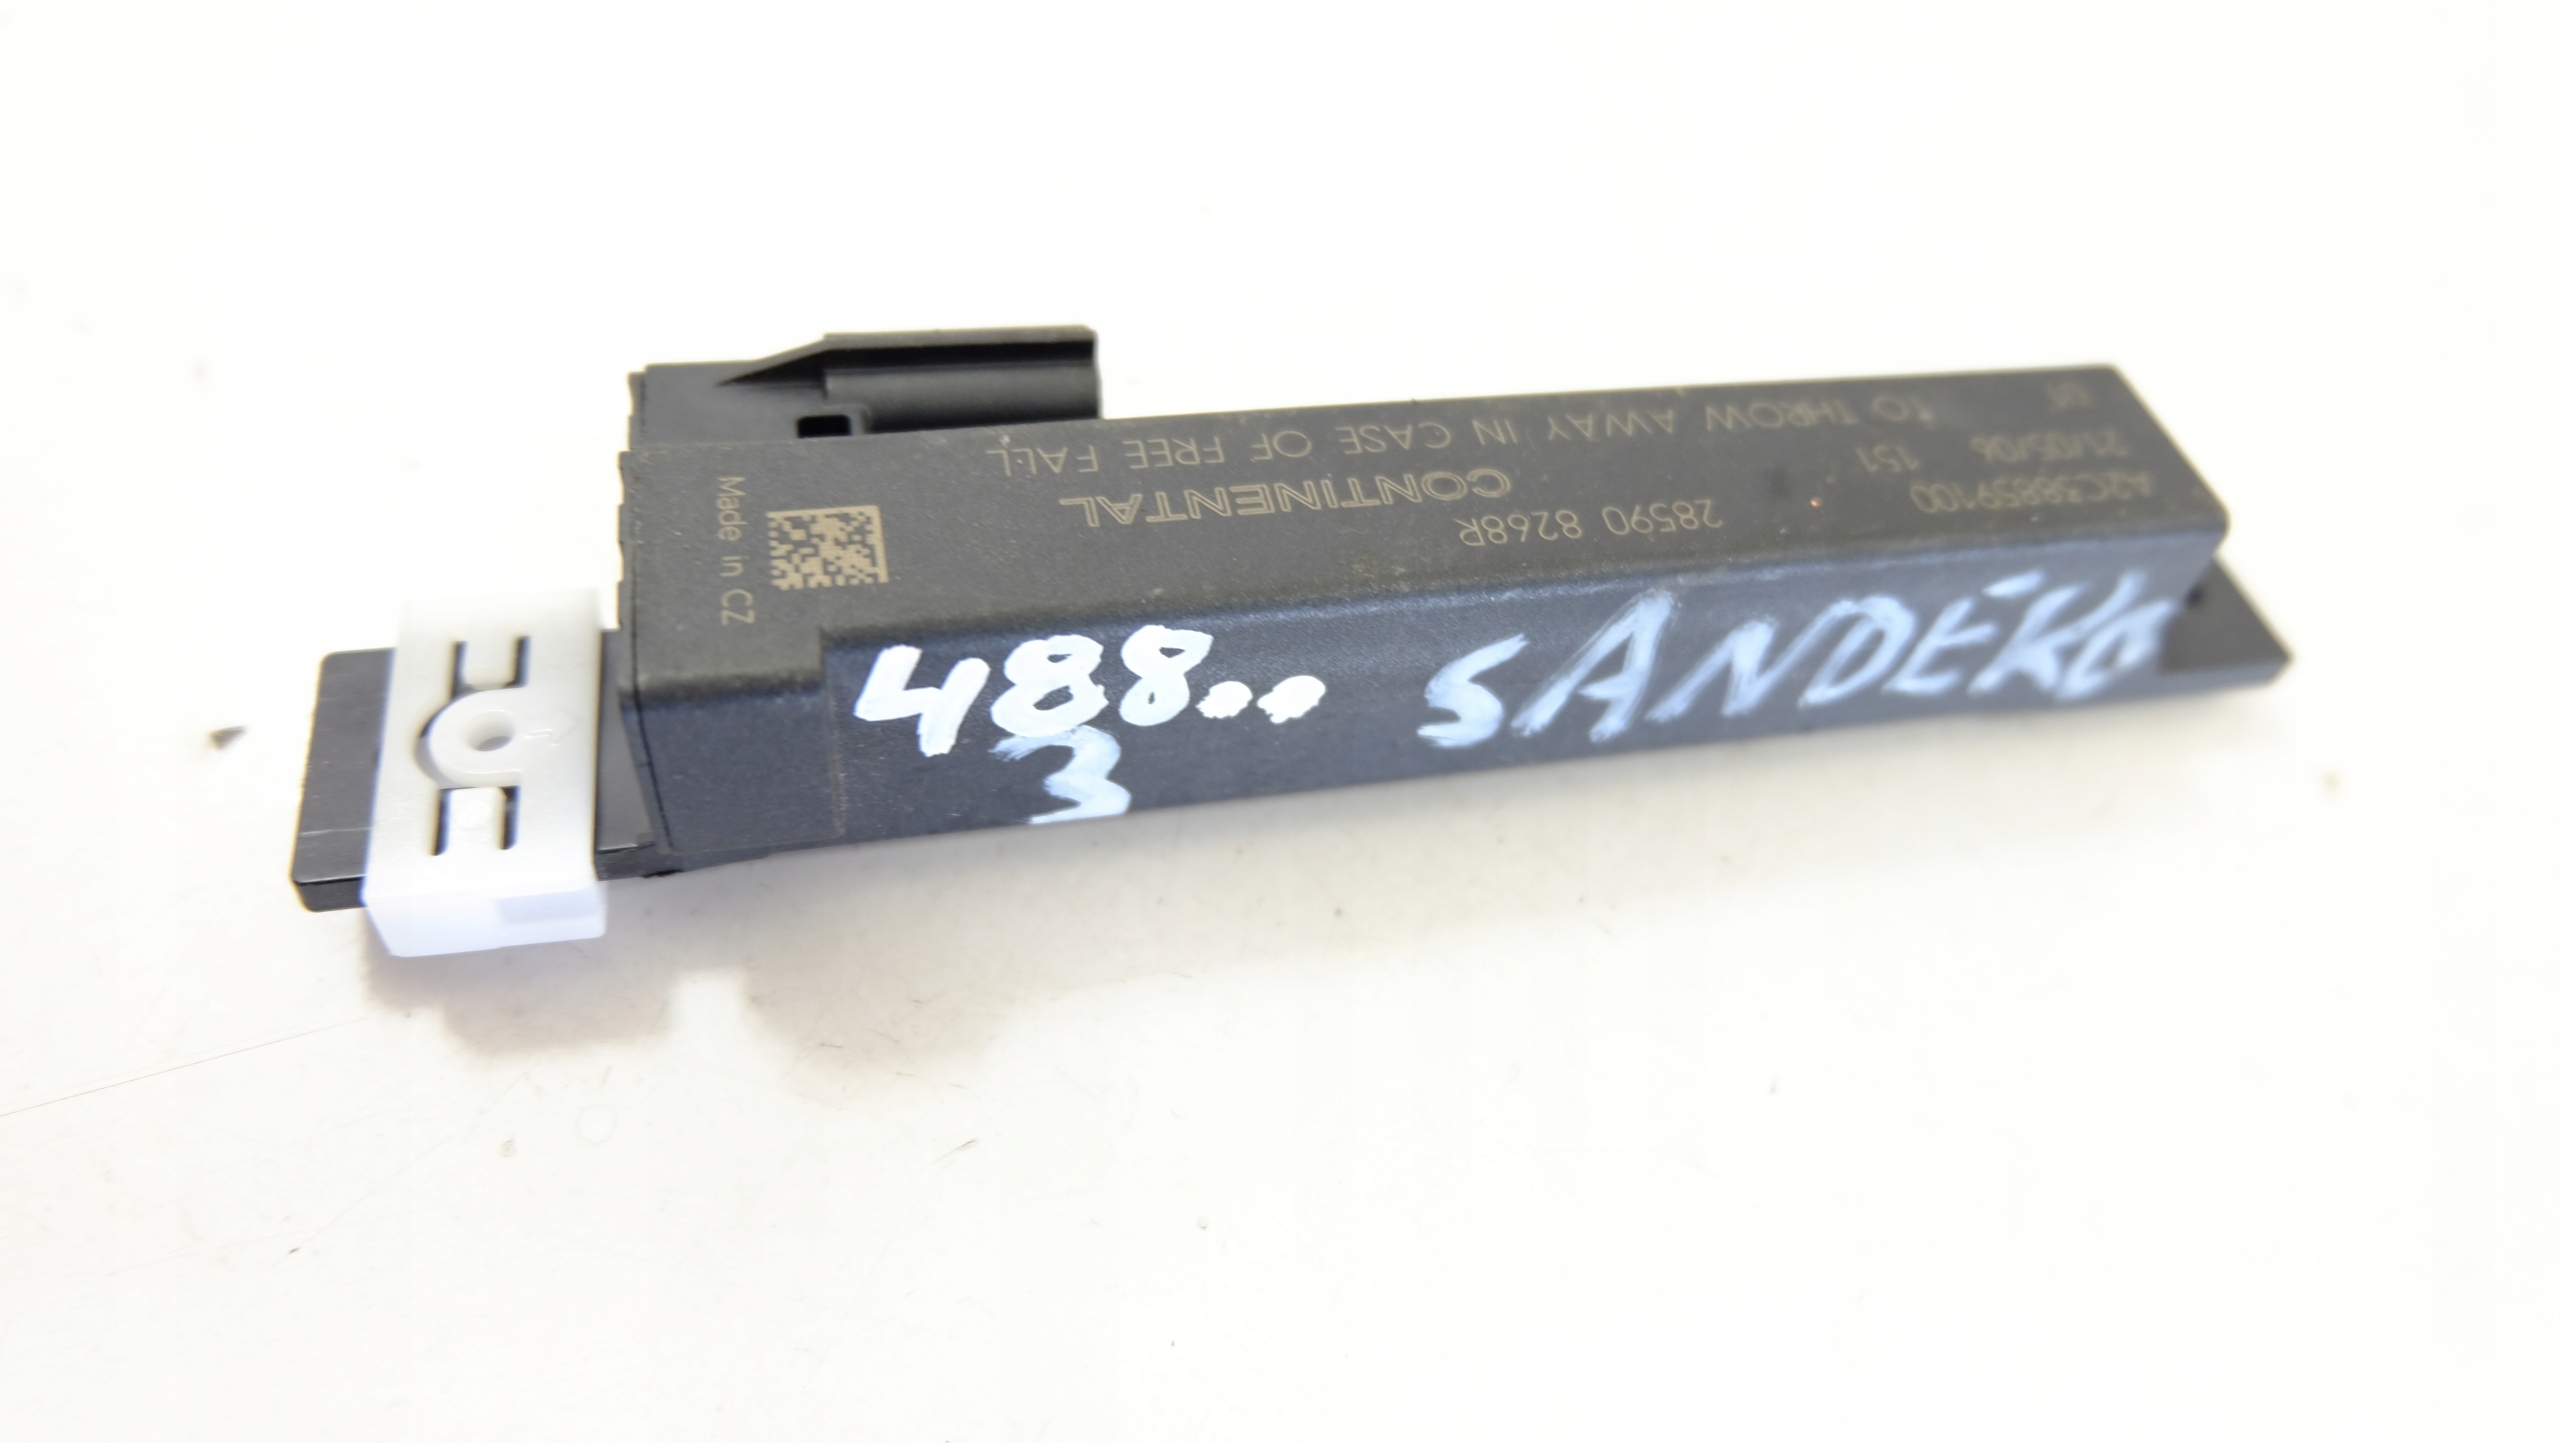 A2C38859100
21/05/06 151
28590 8268R
CONTINENTAL
TO THROW AWAY IN CASE OF FREE FALL
Made in CZ
488..
3
SANDERO